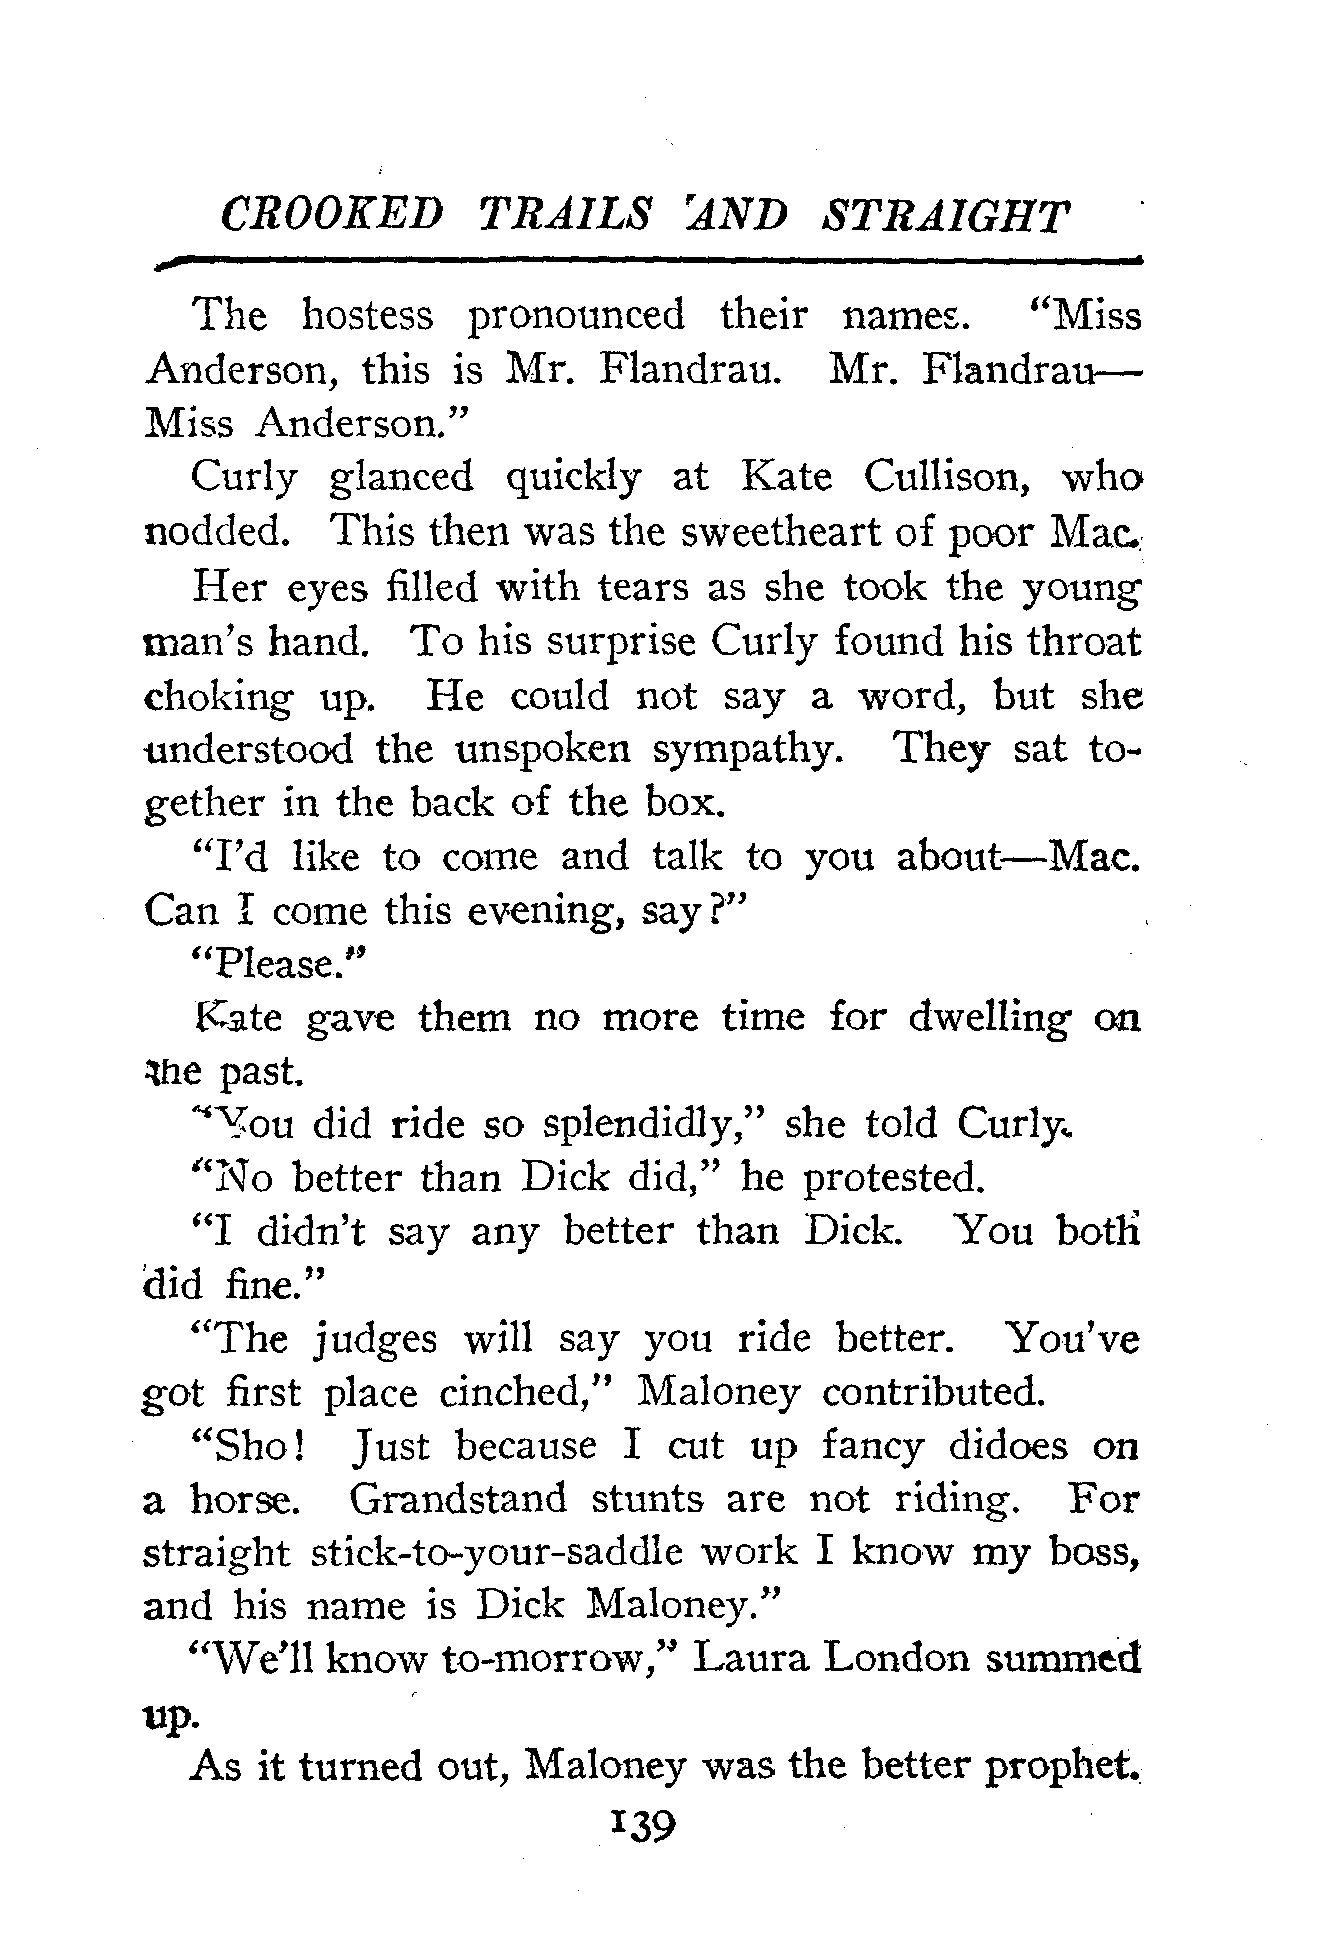 CROOKED TRAILS AND STRAIGHT
The hostess pronounced their names. “Miss
Anderson, this is Mr. Flandrau. Mr. Flandrau—
Miss Anderson.”
Curly glanced quickly at Kate Cullison, who
nodded. This then was the sweetheart of poor Mac.
Her eyes filled with tears as she took the young
man’s hand. To his surprise Curly found his throat
choking up. He could not say a word, but she
understood the unspoken sympathy. They sat to-
gether in the back of the box.
“I’d like to come and talk to you about—Mac.
Can I come this evening, say?”
“Please.”
Kate gave them no more time for dwelling on
the past.
“You did ride so splendidly,” she told Curly.
“No better than Dick did,” he protested.
“I didn’t say any better than Dick. You both
did fine.”
“The judges will say you ride better. You’ve
got first place cinched,” Maloney contributed.
“Sho! Just because I cut up fancy didoes on
a horse. Grandstand stunts are not riding. For
straight stick-to-your-saddle work I know my boss,
and his name is Dick Maloney.”
“We’ll know to-morrow,” Laura London summed
up.
As it turned out, Maloney was the better prophet.
139